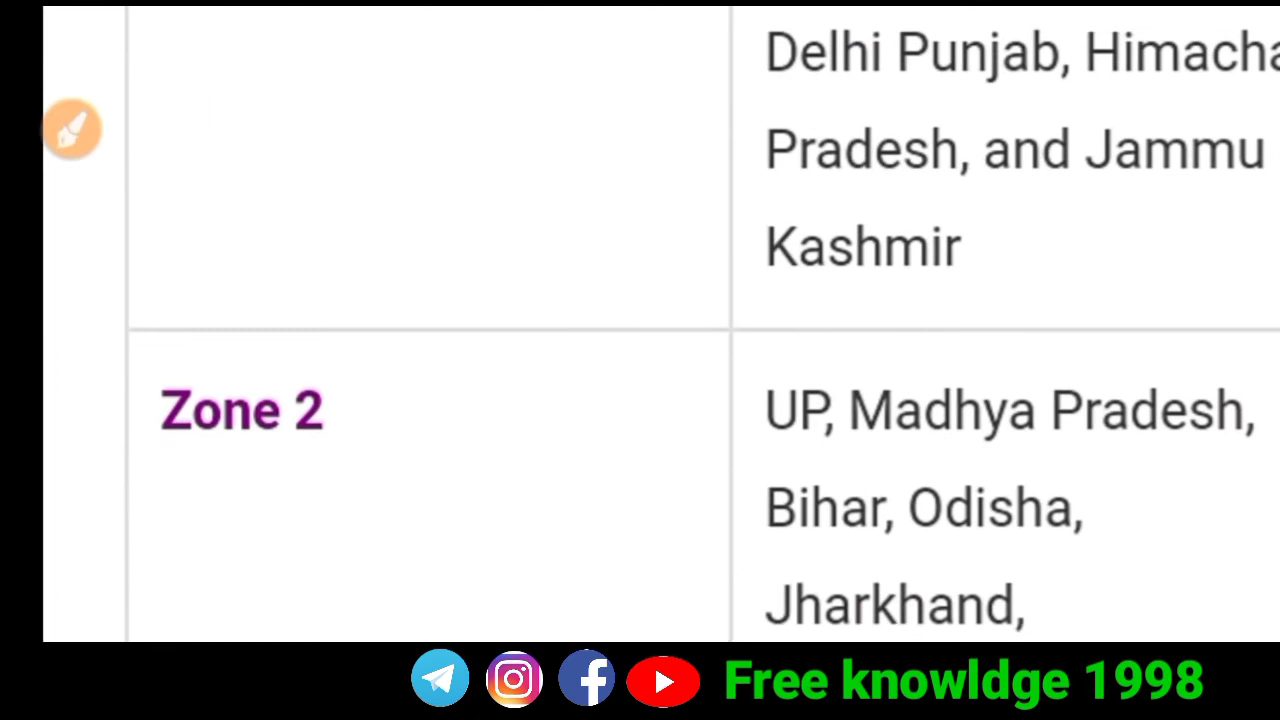 Delhi Punjab, Himacha
Pradesh, and Jammu
Kashmir
Zone 2
UP, Madhya Pradesh,
Bihar, Odisha,
Jharkhand,
Free knowldge 1998